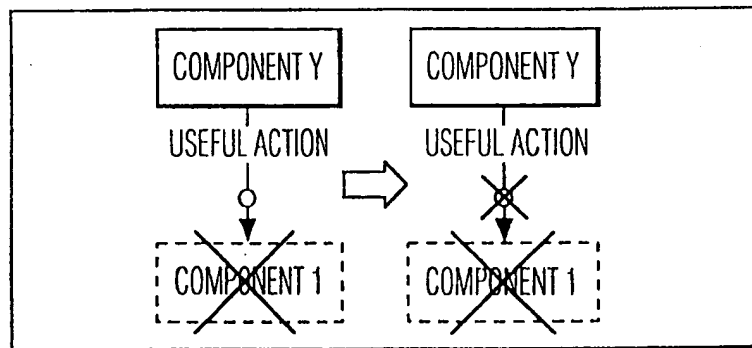 COMPONENT Y
USEFUL ACTION
COMPONENT 1
COMPONENT Y
USEFUL ACTION
COMPONENT 1